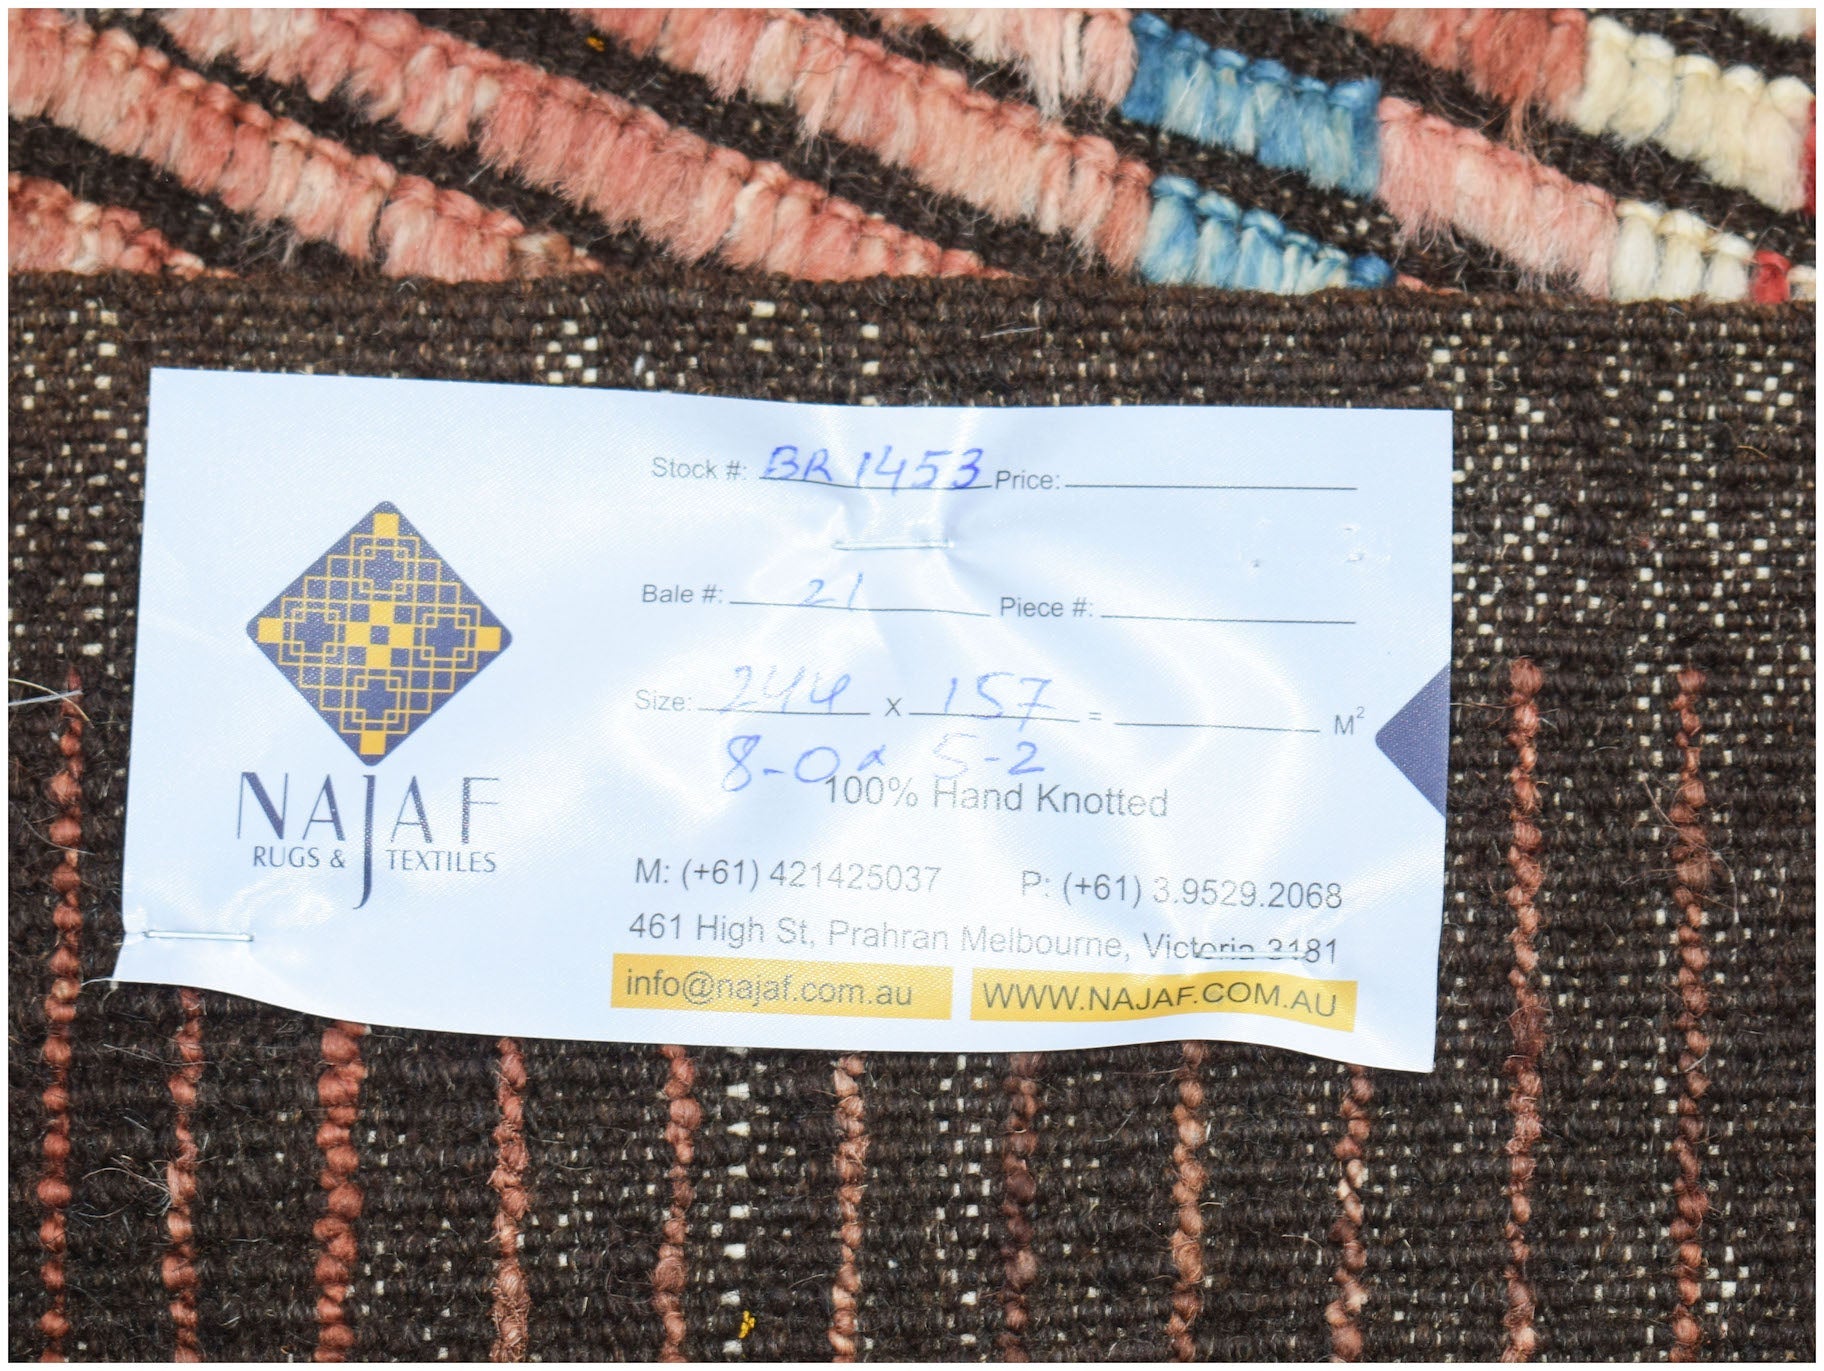 Stock #: BR 1453 Price:
Bale #: 21 Piece #:
Size: 244 x 157 = M²
8-0 x 5-2
100% Hand Knotted
NAJAF
RUGS & TEXTILES
M: (+61) 421425037 P: (+61) 3.9529.2068
461 High St, Prahran Melbourne, Victoria 3181
info@najaf.com.au WWW.NAJAF.COM.AU